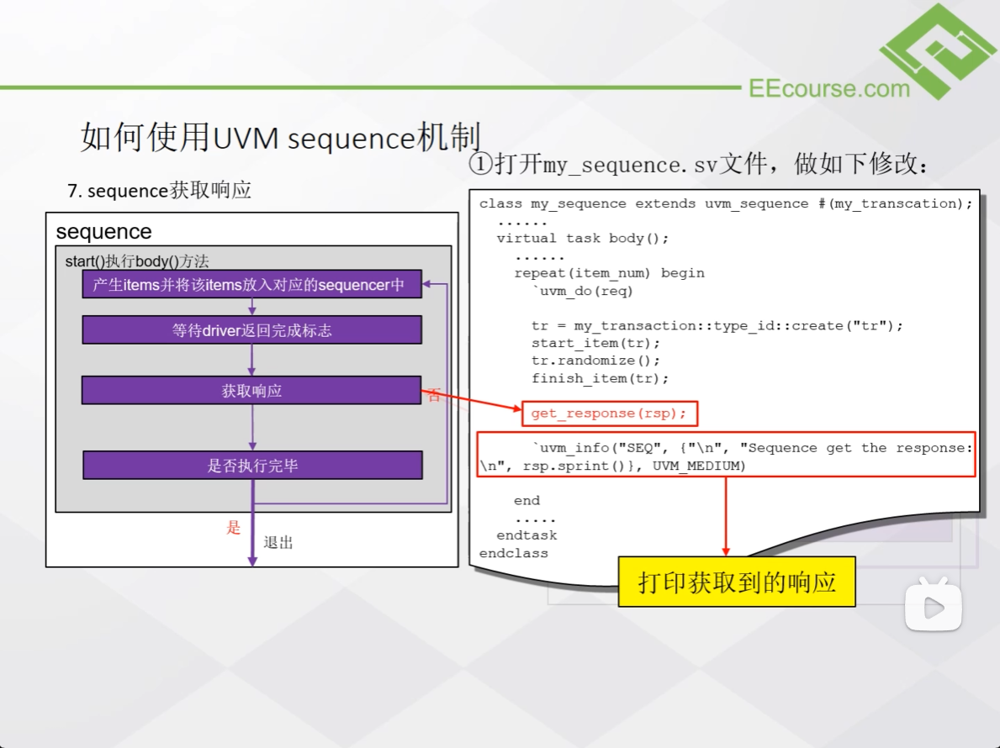 EEcourse.com
如何使用UVM sequence机制
7. sequence获取响应
sequence
start()执行body()方法
产生items并将该items放入对应的sequencer中
等待driver返回完成标志
获取响应
否
是否执行完毕
是
退出
①打开my_sequence.sv文件，做如下修改：
class my_sequence extends uvm_sequence #(my_transcation);
......
virtual task body();
......
repeat(item_num) begin
`uvm_do(req)
tr = my_transaction::type_id::create("tr");
start_item(tr);
tr.randomize();
finish_item(tr);
get_response(rsp);
`uvm_info("SEQ", {"\n", "Sequence get the response:
\n", rsp.sprint()}, UVM_MEDIUM)
end
.....
endtask
endclass
打印获取到的响应